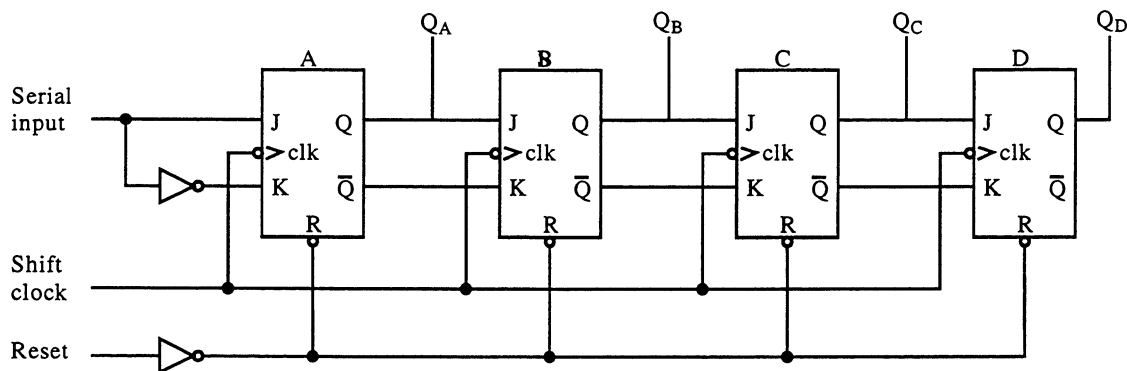 Q_A Q_B Q_C Q_D
A B C D
Serial
input
J Q J Q J Q J Q
clk clk clk clk
K Q̅ K Q̅ K Q̅ K Q̅
R R R R
Shift
clock
Reset